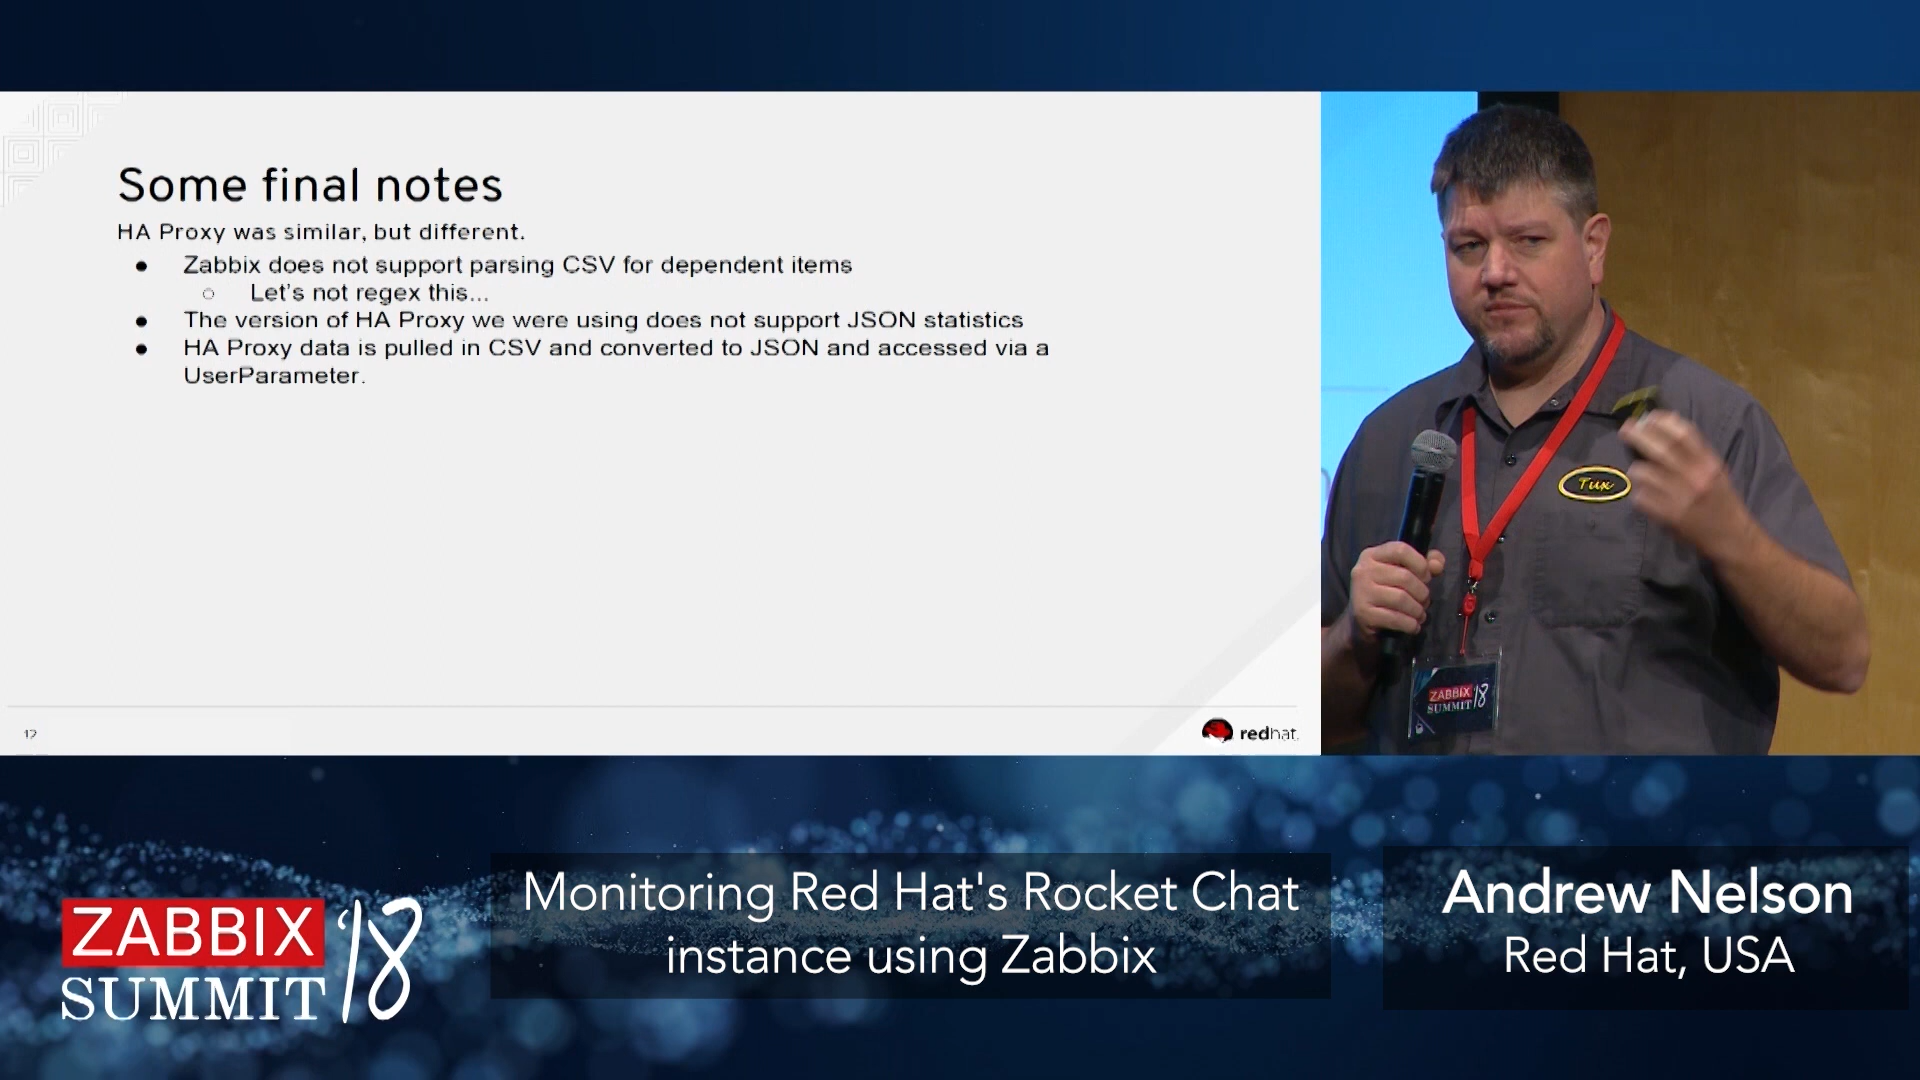 Some final notes
HA Proxy was similar, but different.
● Zabbix does not support parsing CSV for dependent items
○ Let's not regex this...
● The version of HA Proxy we were using does not support JSON statistics
● HA Proxy data is pulled in CSV and converted to JSON and accessed via a
UserParameter.
12
redhat.
Tux
ZABBIX
SUMMIT '18
ZABBIX
SUMMIT '18
Monitoring Red Hat's Rocket Chat
instance using Zabbix
Andrew Nelson
Red Hat, USA